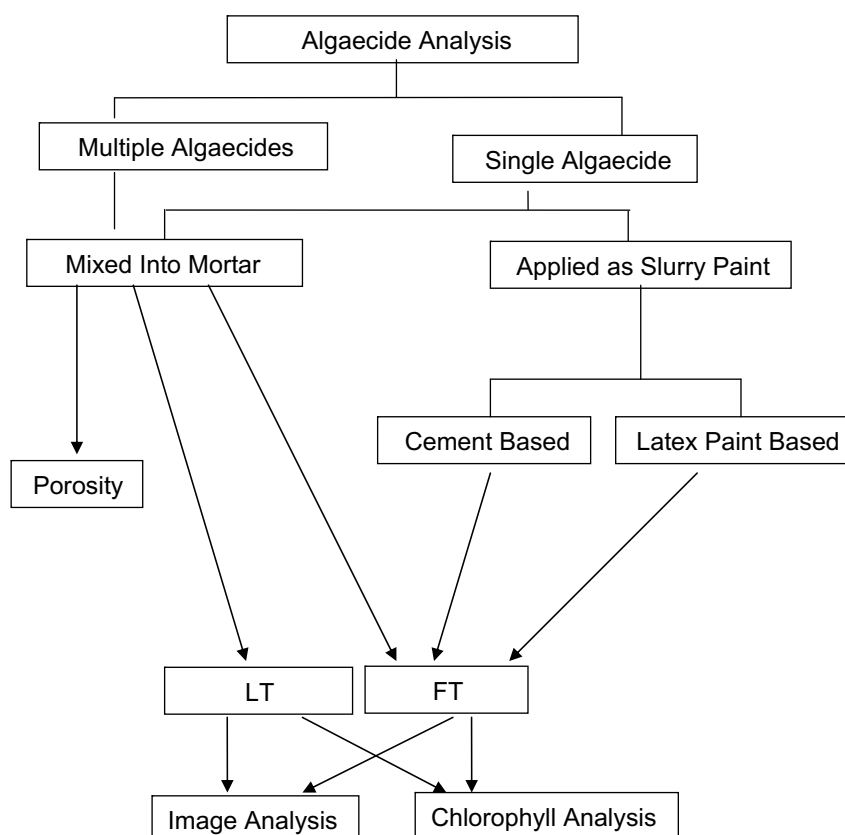 Algaecide Analysis
Multiple Algaecides
Single Algaecide
Mixed Into Mortar
Applied as Slurry Paint
Cement Based
Latex Paint Based
Porosity
LT
FT
Image Analysis
Chlorophyll Analysis